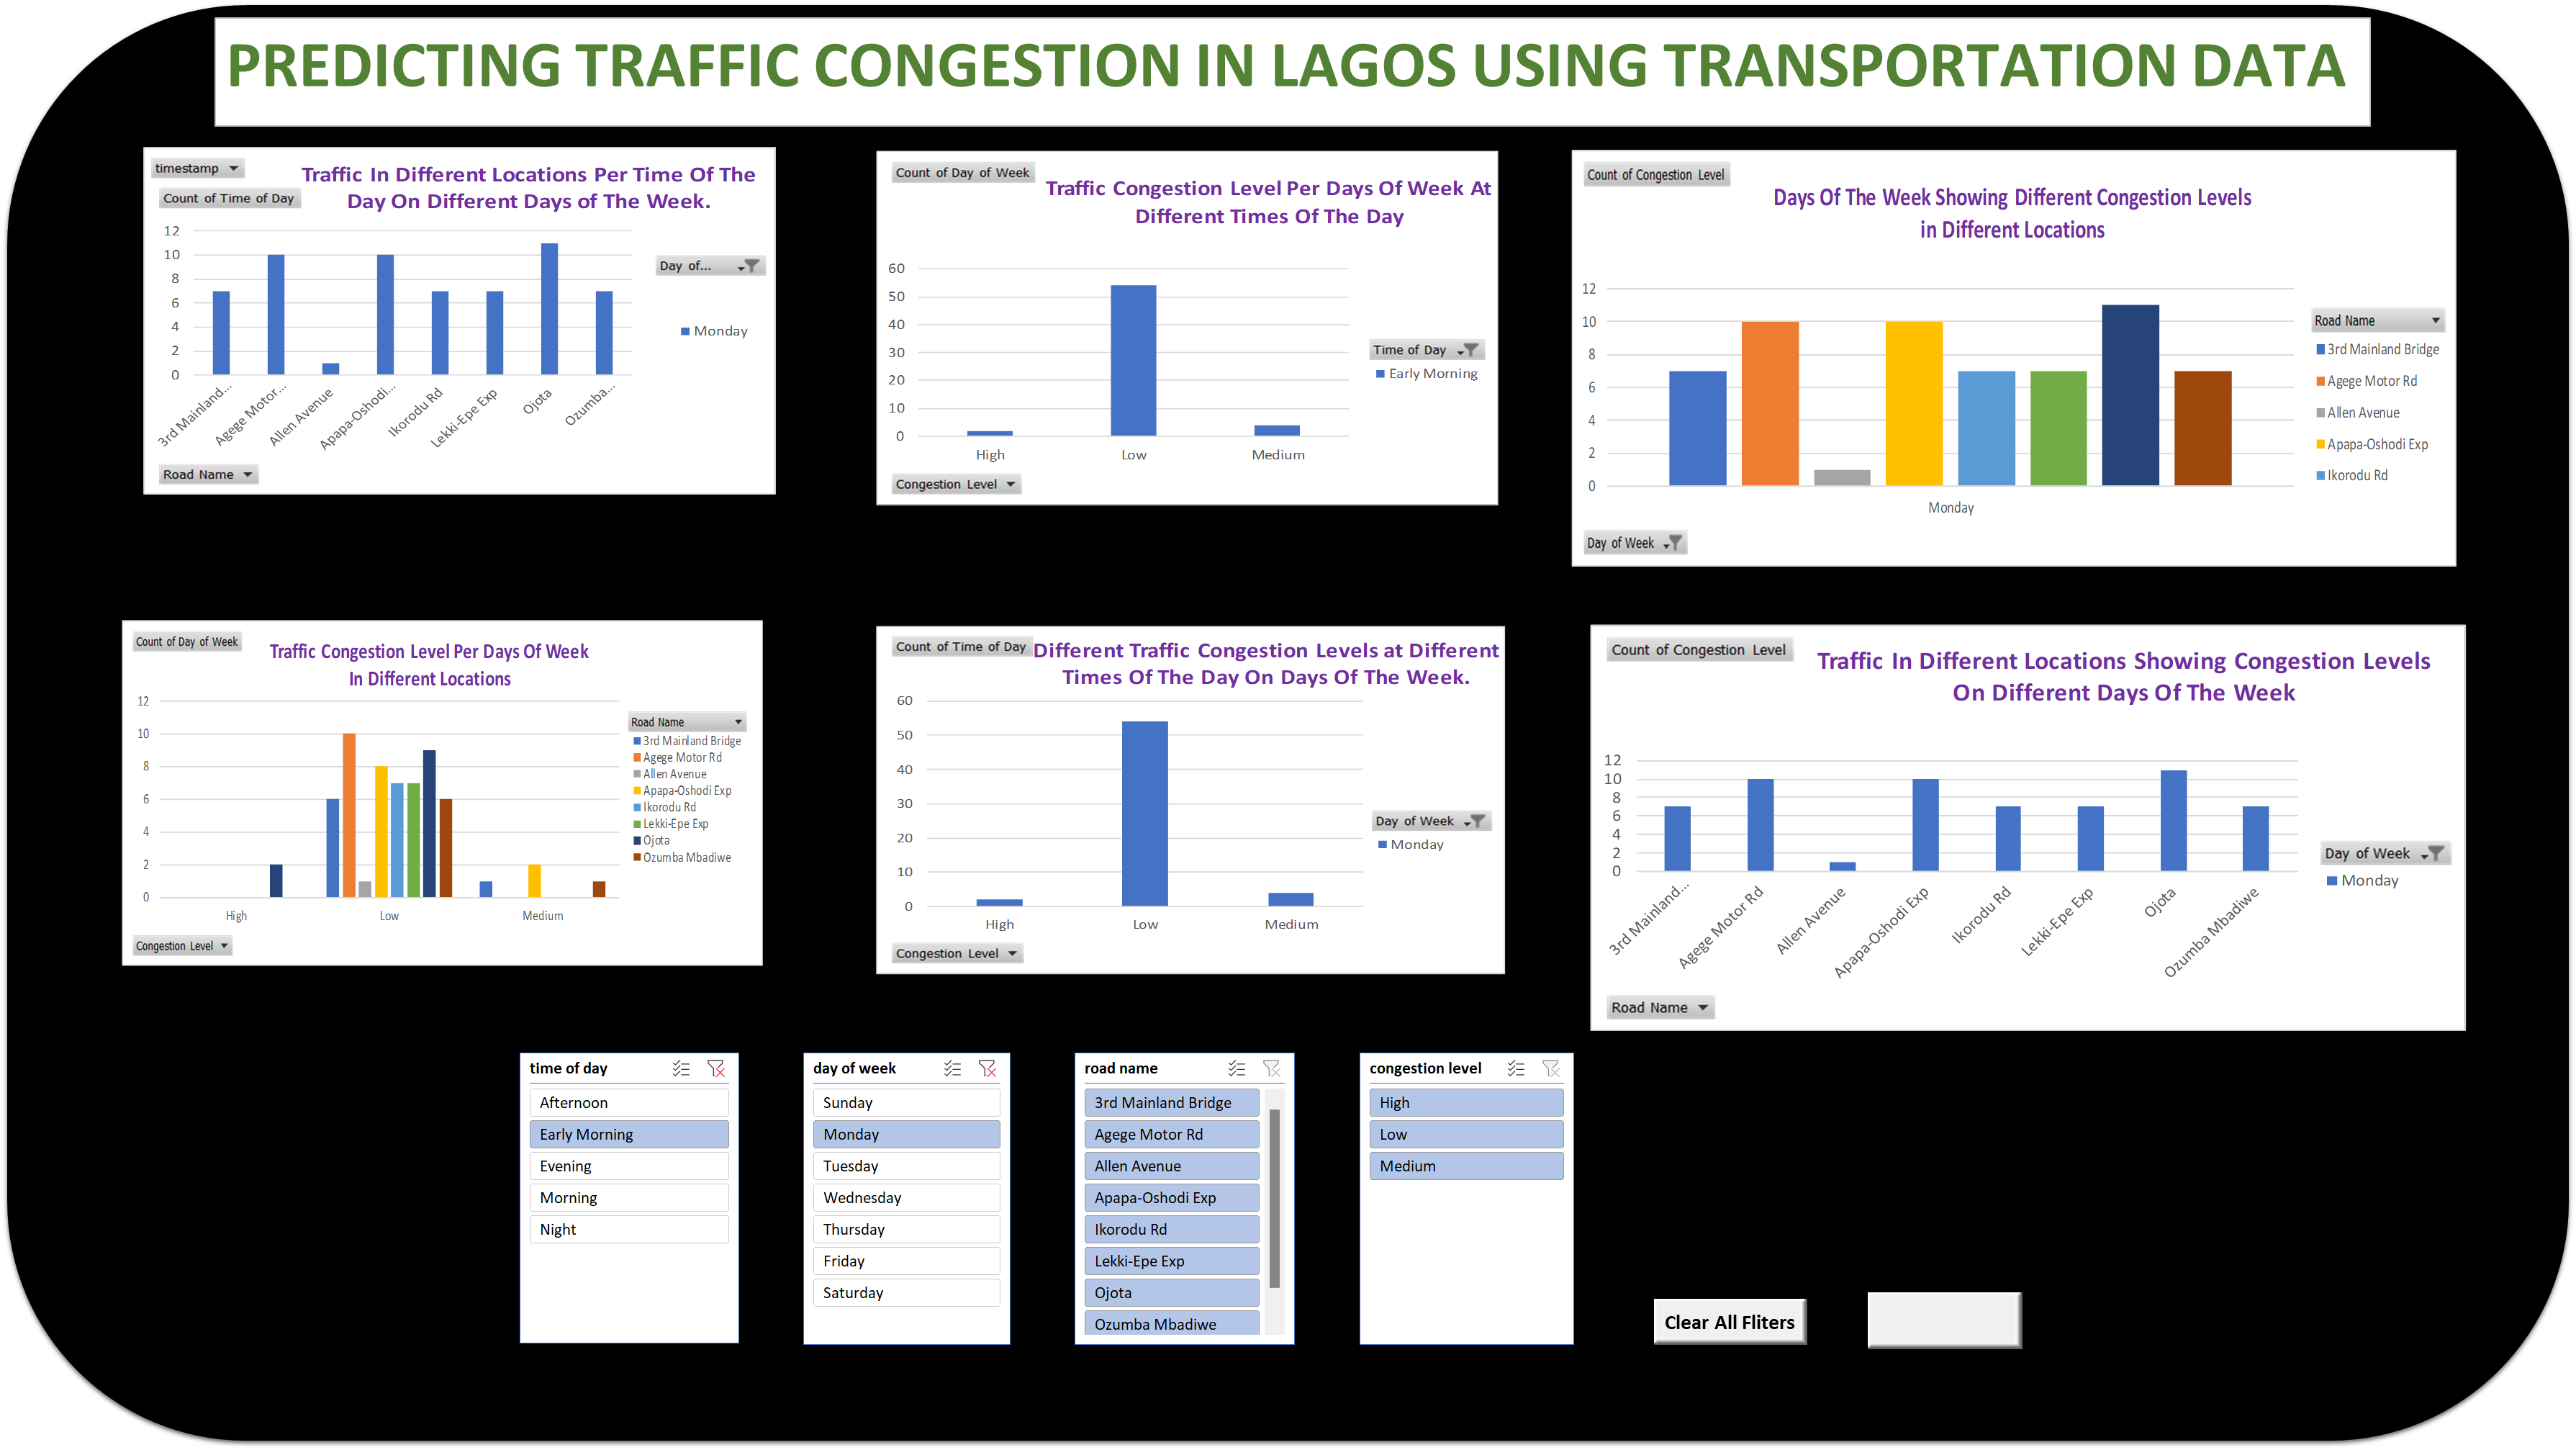 PREDICTING TRAFFIC CONGESTION IN LAGOS USING TRANSPORTATION DATA
timestamp
Count of Time of Day
Traffic In Different Locations Per Time Of The
Day On Different Days of The Week.
12
10
8
6
4
2
0
3rd Mainland...
Agege Motor...
Allen Avenue
Apapa-Oshodi...
Ikorodu Rd
Lekki-Epe Exp
Ojota
Ozumba...
Day of...
Monday
Road Name
Count of Day of Week
Traffic Congestion Level Per Days Of Week At
Different Times Of The Day
60
50
40
30
20
10
0
High
Low
Medium
Time of Day
Early Morning
Congestion Level
Count of Congestion Level
Days Of The Week Showing Different Congestion Levels
in Different Locations
12
10
8
6
4
2
0
Monday
Road Name
3rd Mainland Bridge
Agege Motor Rd
Allen Avenue
Apapa-Oshodi Exp
Ikorodu Rd
Day of Week
Count of Day of Week
Traffic Congestion Level Per Days Of Week
In Different Locations
12
10
8
6
4
2
0
High
Low
Medium
Road Name
3rd Mainland Bridge
Agege Motor Rd
Allen Avenue
Apapa-Oshodi Exp
Ikorodu Rd
Lekki-Epe Exp
Ojota
Ozumba Mbadiwe
Congestion Level
Count of Time of Day
Different Traffic Congestion Levels at Different
Times Of The Day On Days Of The Week.
60
50
40
30
20
10
0
High
Low
Medium
Day of Week
Monday
Congestion Level
Count of Congestion Level
Traffic In Different Locations Showing Congestion Levels
On Different Days Of The Week
12
10
8
6
4
2
0
3rd Mainland...
Agege Motor Rd
Allen Avenue
Apapa-Oshodi Exp
Ikorodu Rd
Lekki-Epe Exp
Ojota
Ozumba Mbadiwe
Day of Week
Monday
Road Name
time of day
Afternoon
Early Morning
Evening
Morning
Night
day of week
Sunday
Monday
Tuesday
Wednesday
Thursday
Friday
Saturday
road name
3rd Mainland Bridge
Agege Motor Rd
Allen Avenue
Apapa-Oshodi Exp
Ikorodu Rd
Lekki-Epe Exp
Ojota
Ozumba Mbadiwe
congestion level
High
Low
Medium
Clear All Fliters